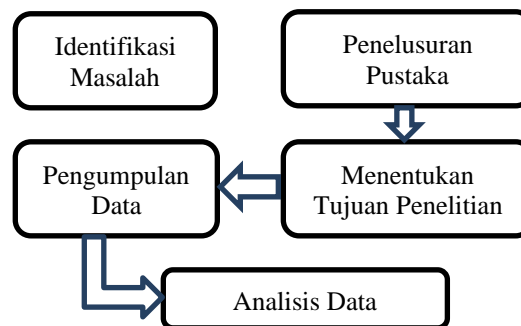 Identifikasi
Masalah
Penelusuran
Pustaka
Menentukan
Tujuan Penelitian
Pengumpulan
Data
Analisis Data